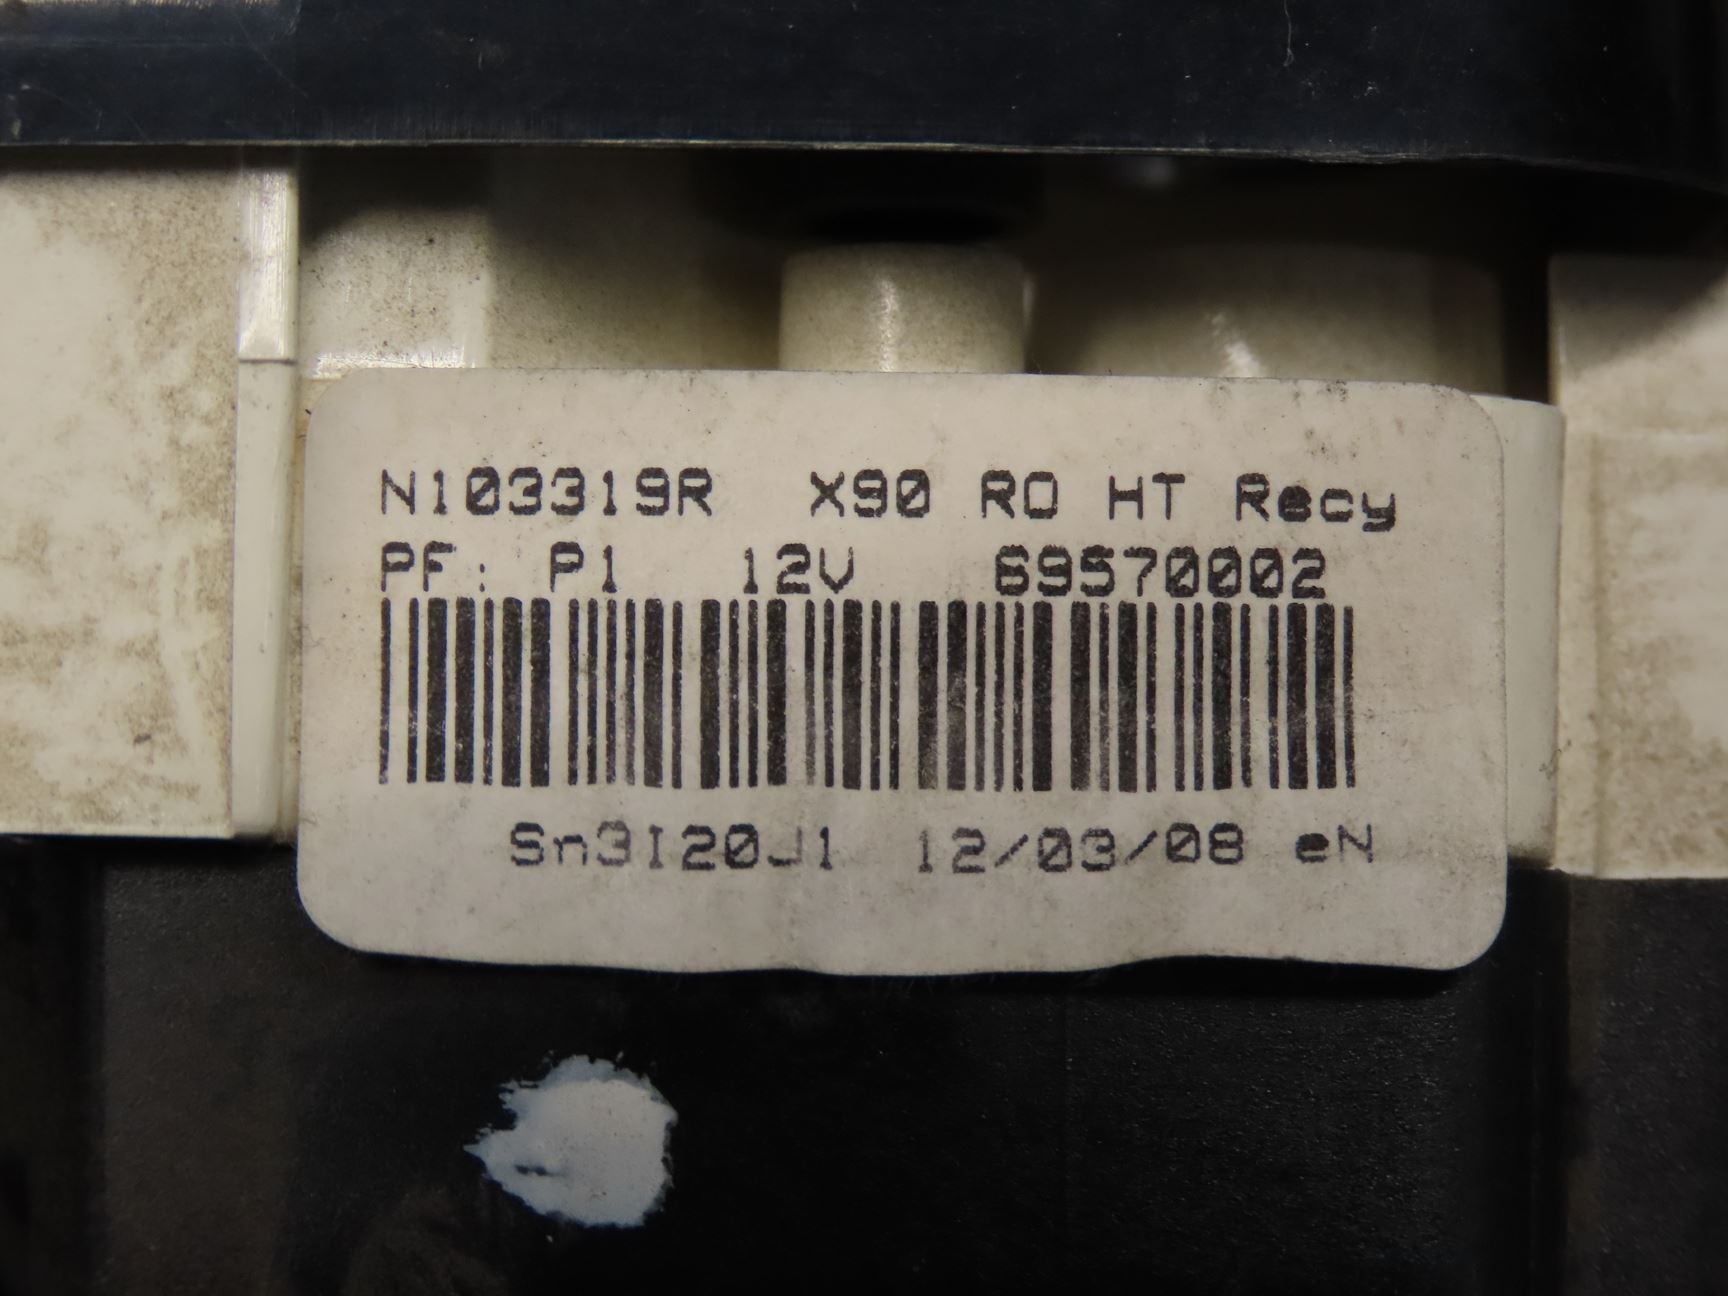 N103319R X90 RO HT Recy
PF: P1 12V 69570002
Sn3I20J1 12/03/08 eN